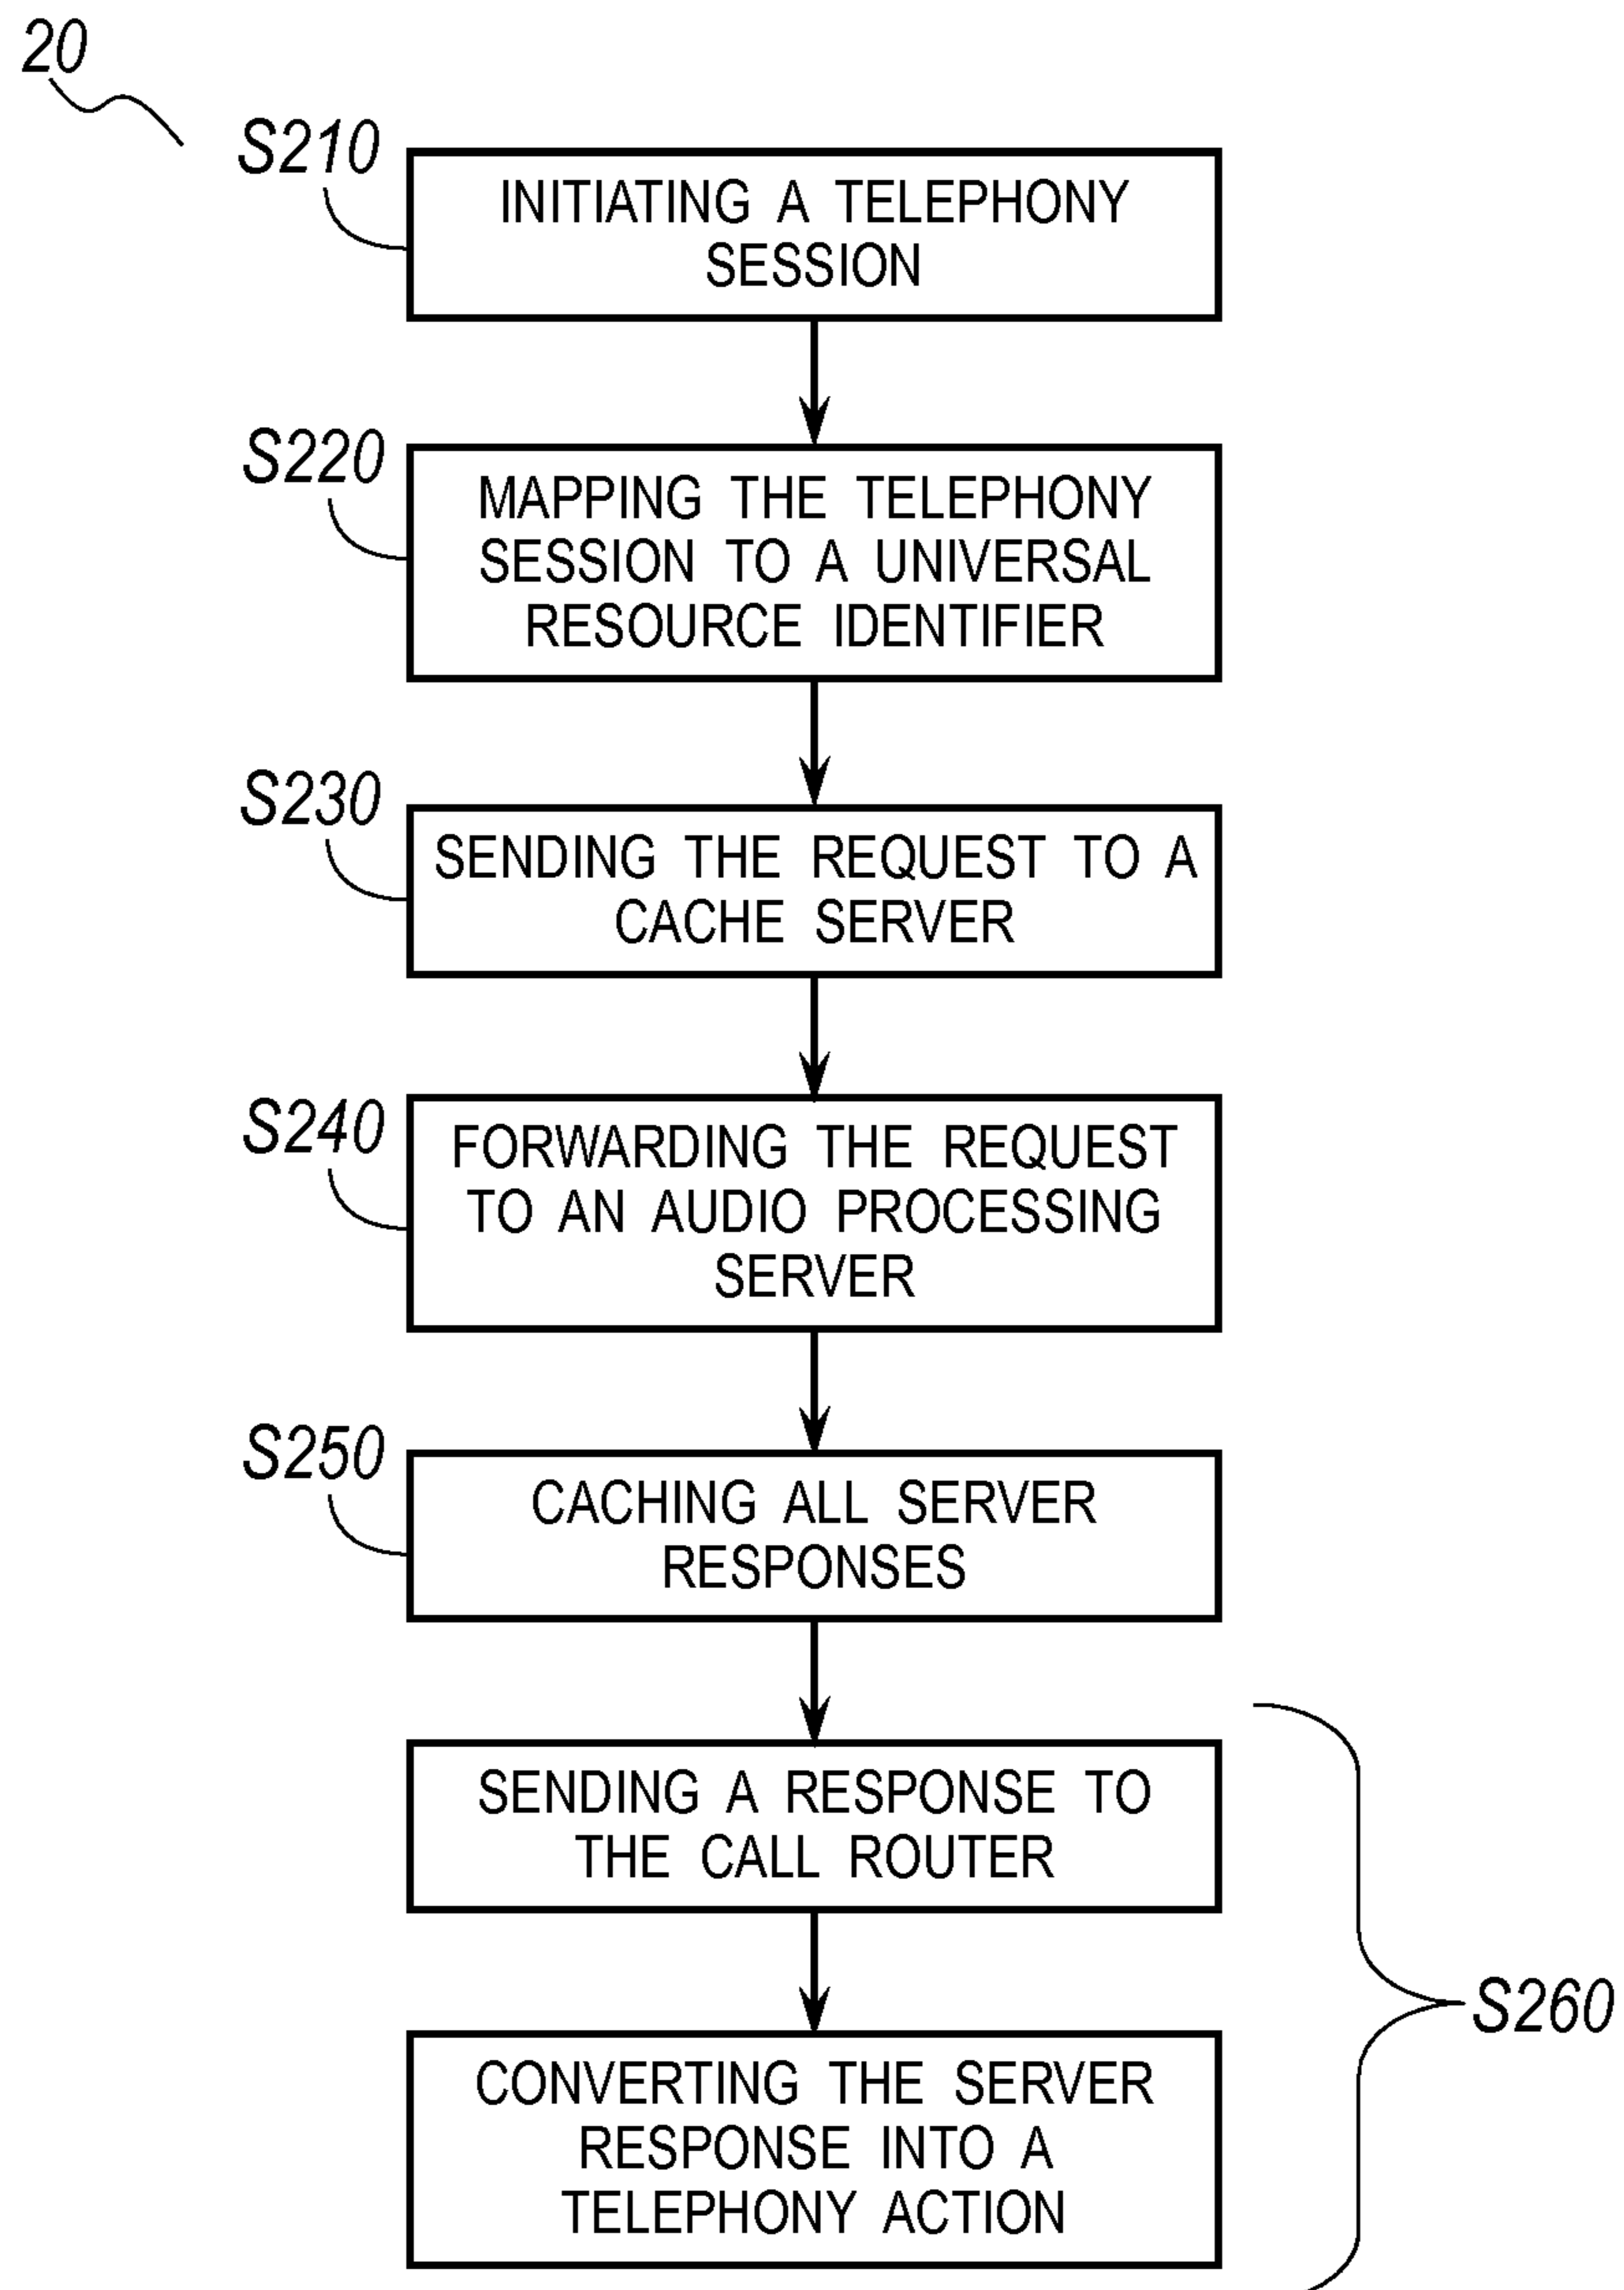 20
S210
INITIATING A TELEPHONY
SESSION
S220
MAPPING THE TELEPHONY
SESSION TO A UNIVERSAL
RESOURCE IDENTIFIER
S230
SENDING THE REQUEST TO A
CACHE SERVER
S240
FORWARDING THE REQUEST
TO AN AUDIO PROCESSING
SERVER
S250
CACHING ALL SERVER
RESPONSES
SENDING A RESPONSE TO
THE CALL ROUTER
S260
CONVERTING THE SERVER
RESPONSE INTO A
TELEPHONY ACTION